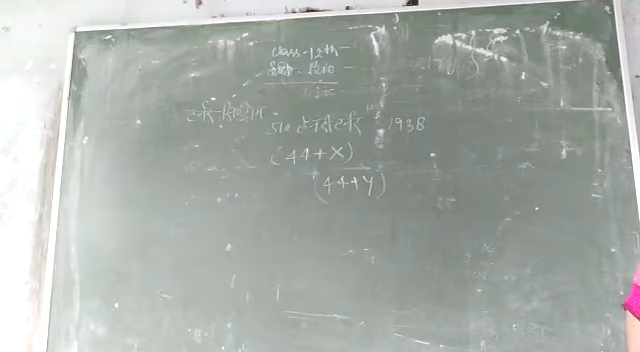 Class-12th
टर्नर सिंड्रोम
डा० हेनरी टर्नर 1938
(44+X)
(44+Y)